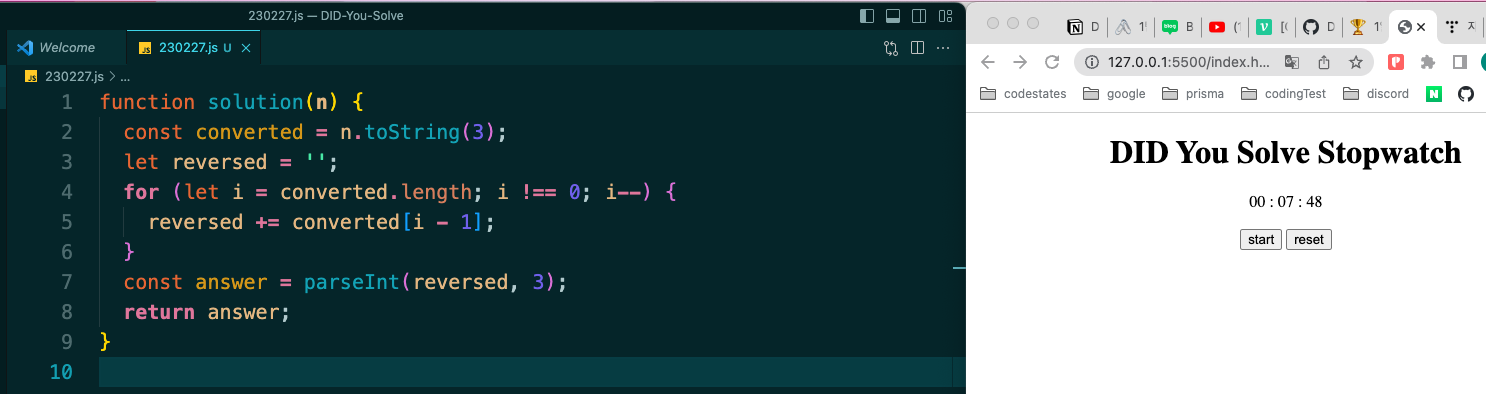 230227.js — DID-You-Solve
Welcome
JS 230227.js U ×
JS 230227.js > ...
1 function solution(n) {
2   const converted = n.toString(3);
3   let reversed = '';
4   for (let i = converted.length; i !== 0; i--) {
5     reversed += converted[i - 1];
6   }
7   const answer = parseInt(reversed, 3);
8   return answer;
9 }
10
D
B
D
127.0.0.1:5500/index.h...
codestates google prisma codingTest discord N
DID You Solve Stopwatch
00 : 07 : 48
start reset